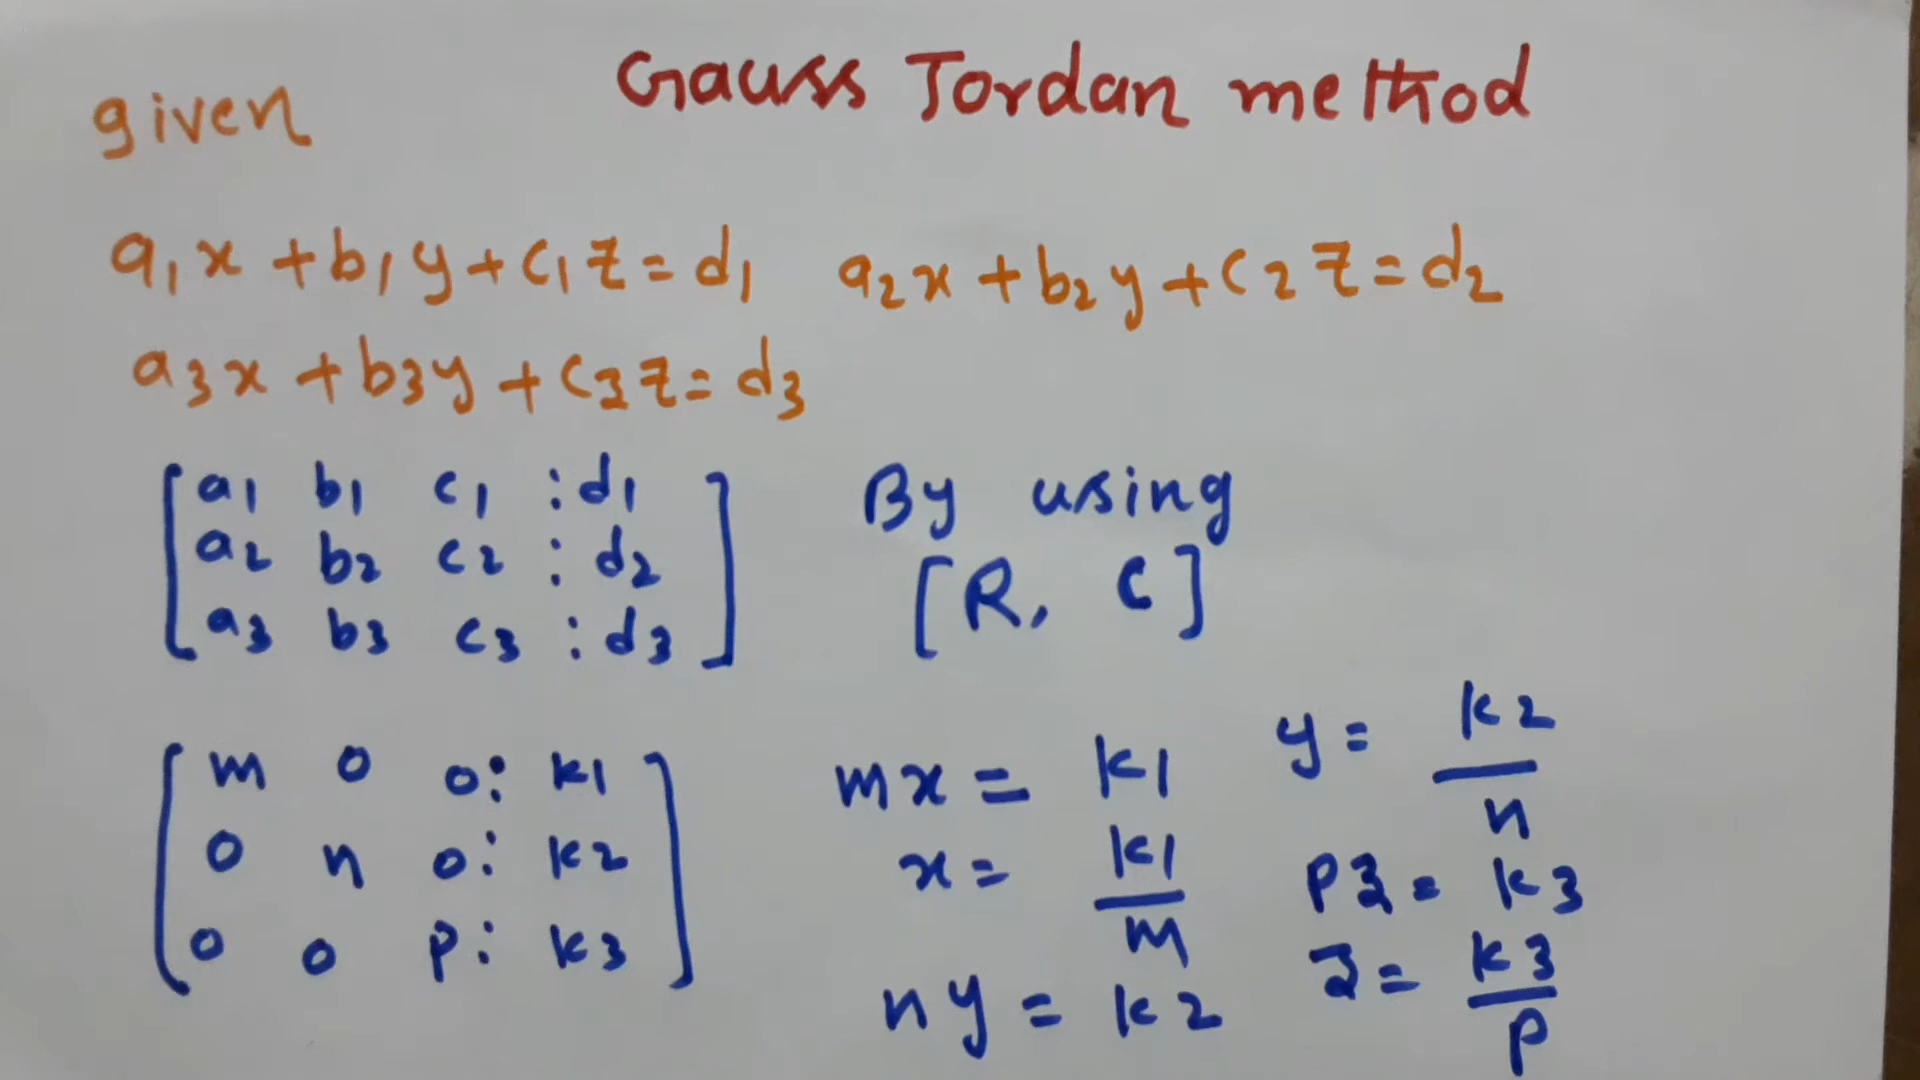 Gauss Jordan method
given
a1x + b1y + c1z = d1 a2x + b2y + c2z = d2
a3x + b3y + c3z = d3
[a1 b1 c1 : d1
a2 b2 c2 : d2
a3 b3 c3 : d3]
By using
[R, C]
[m 0 0 : k1
0 n 0 : k2
0 0 p : k3]
mx = k1
x = k1/m
ny = k2
y = k2/n
pz = k3
z = k3/p